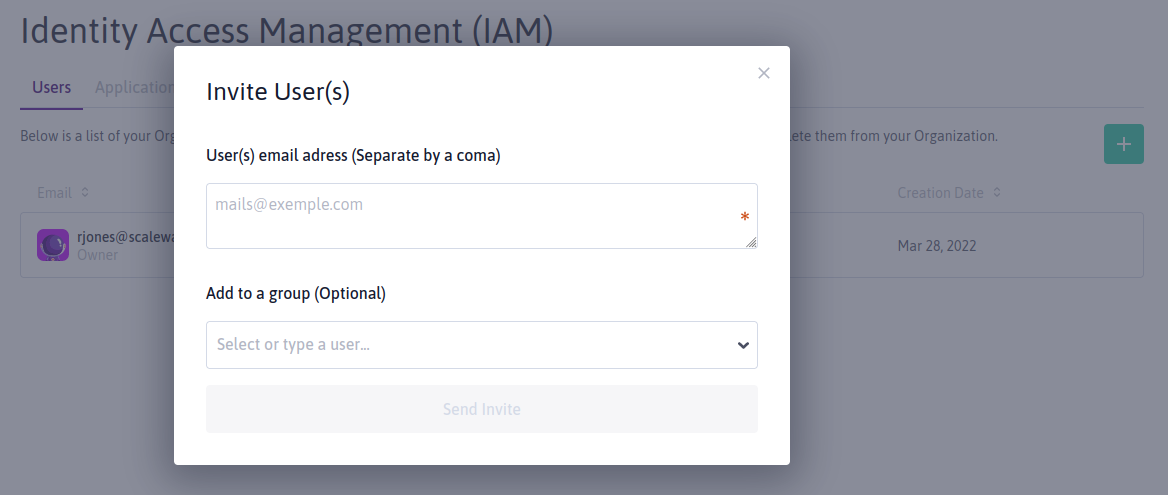 Identity Access Management (IAM)
Users Application
Below is a list of your Org ete them from your Organization.
Email Creation Date
rjones@scalewa Mar 28, 2022
Owner
Invite User(s)
User(s) email adress (Separate by a coma)
mails@exemple.com *
Add to a group (Optional)
Select or type a user...
Send Invite